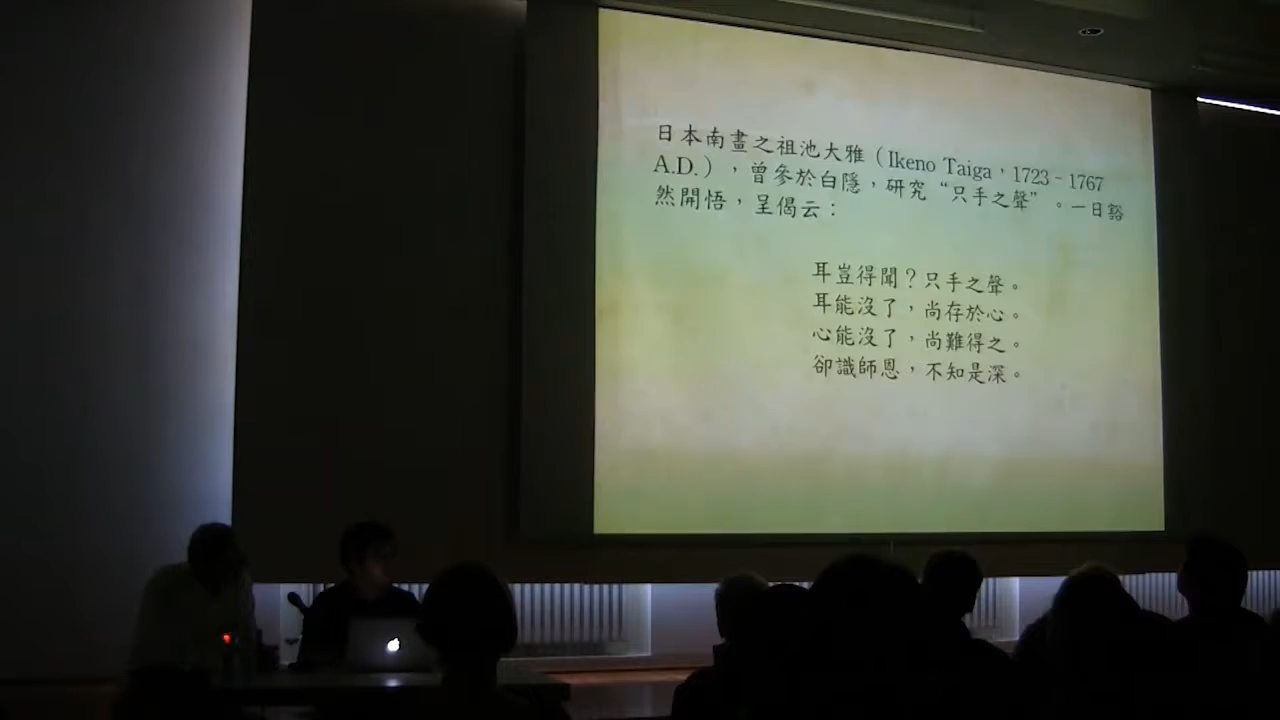 日本南畫之祖池大雅（Ikeno Taiga，1723－1767
A.D.），曾參於白隱，研究“只手之聲”。一日豁
然開悟，呈偈云：
耳豈得聞？只手之聲。
耳能沒了，尚存於心。
心能沒了，尚難得之。
卻識師恩，不知是深。